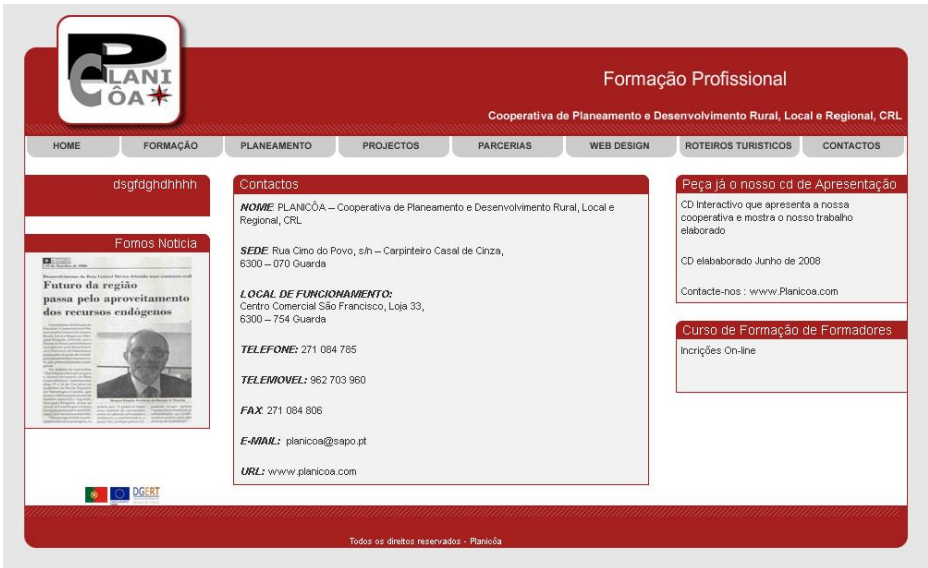 PLANI
CÔA
Formação Profissional
Cooperativa de Planeamento e Desenvolvimento Rural, Local e Regional, CRL
HOME FORMAÇÃO PLANEAMENTO PROJECTOS PARCERIAS WEB DESIGN ROTEIROS TURISTICOS CONTACTOS
dsgfdghdhhhh
Fomos Noticia
Futuro da região
passa pelo aproveitamento
dos recursos endógenos
DGERT
Contactos
NOME: PLANICÔA – Cooperativa de Planeamento e Desenvolvimento Rural, Local e
Regional, CRL
SEDE: Rua Cimo do Povo, s/n – Carpinteiro Casal de Cinza,
6300 – 070 Guarda
LOCAL DE FUNCIONAMENTO:
Centro Comercial São Francisco, Loja 33,
6300 – 754 Guarda
TELEFONE: 271 084 785
TELEMOVEL: 962 703 960
FAX: 271 084 806
E-MAIL: planicoa@sapo.pt
URL: www.planicoa.com
Peça já o nosso cd de Apresentação
CD Interactivo que apresenta a nossa
cooperativa e mostra o nosso trabalho
elaborado
CD elababorado Junho de 2008
Contacte-nos : www.Planicoa.com
Curso de Formação de Formadores
Incrições On-line
Todos os direitos reservados - Planicôa